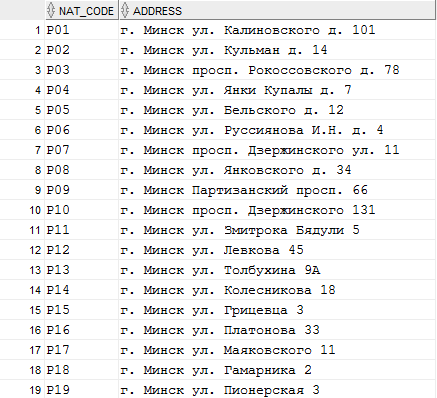 NAT_CODE ADDRESS
1 P01 г. Минск ул. Калиновского д. 101
2 P02 г. Минск ул. Кульман д. 14
3 P03 г. Минск просп. Рокоссовского д. 78
4 P04 г. Минск ул. Янки Купалы д. 7
5 P05 г. Минск ул. Бельского д. 12
6 P06 г. Минск ул. Руссиянова И.Н. д. 4
7 P07 г. Минск просп. Дзержинского ул. 11
8 P08 г. Минск ул. Янковского д. 34
9 P09 г. Минск Партизанский просп. 66
10 P10 г. Минск просп. Дзержинского 131
11 P11 г. Минск ул. Змитрока Бядули 5
12 P12 г. Минск ул. Левкова 45
13 P13 г. Минск ул. Толбухина 9А
14 P14 г. Минск ул. Колесникова 18
15 P15 г. Минск ул. Грицевца 3
16 P16 г. Минск ул. Платонова 33
17 P17 г. Минск ул. Маяковского 11
18 P18 г. Минск ул. Гамарника 2
19 P19 г. Минск ул. Пионерская 3